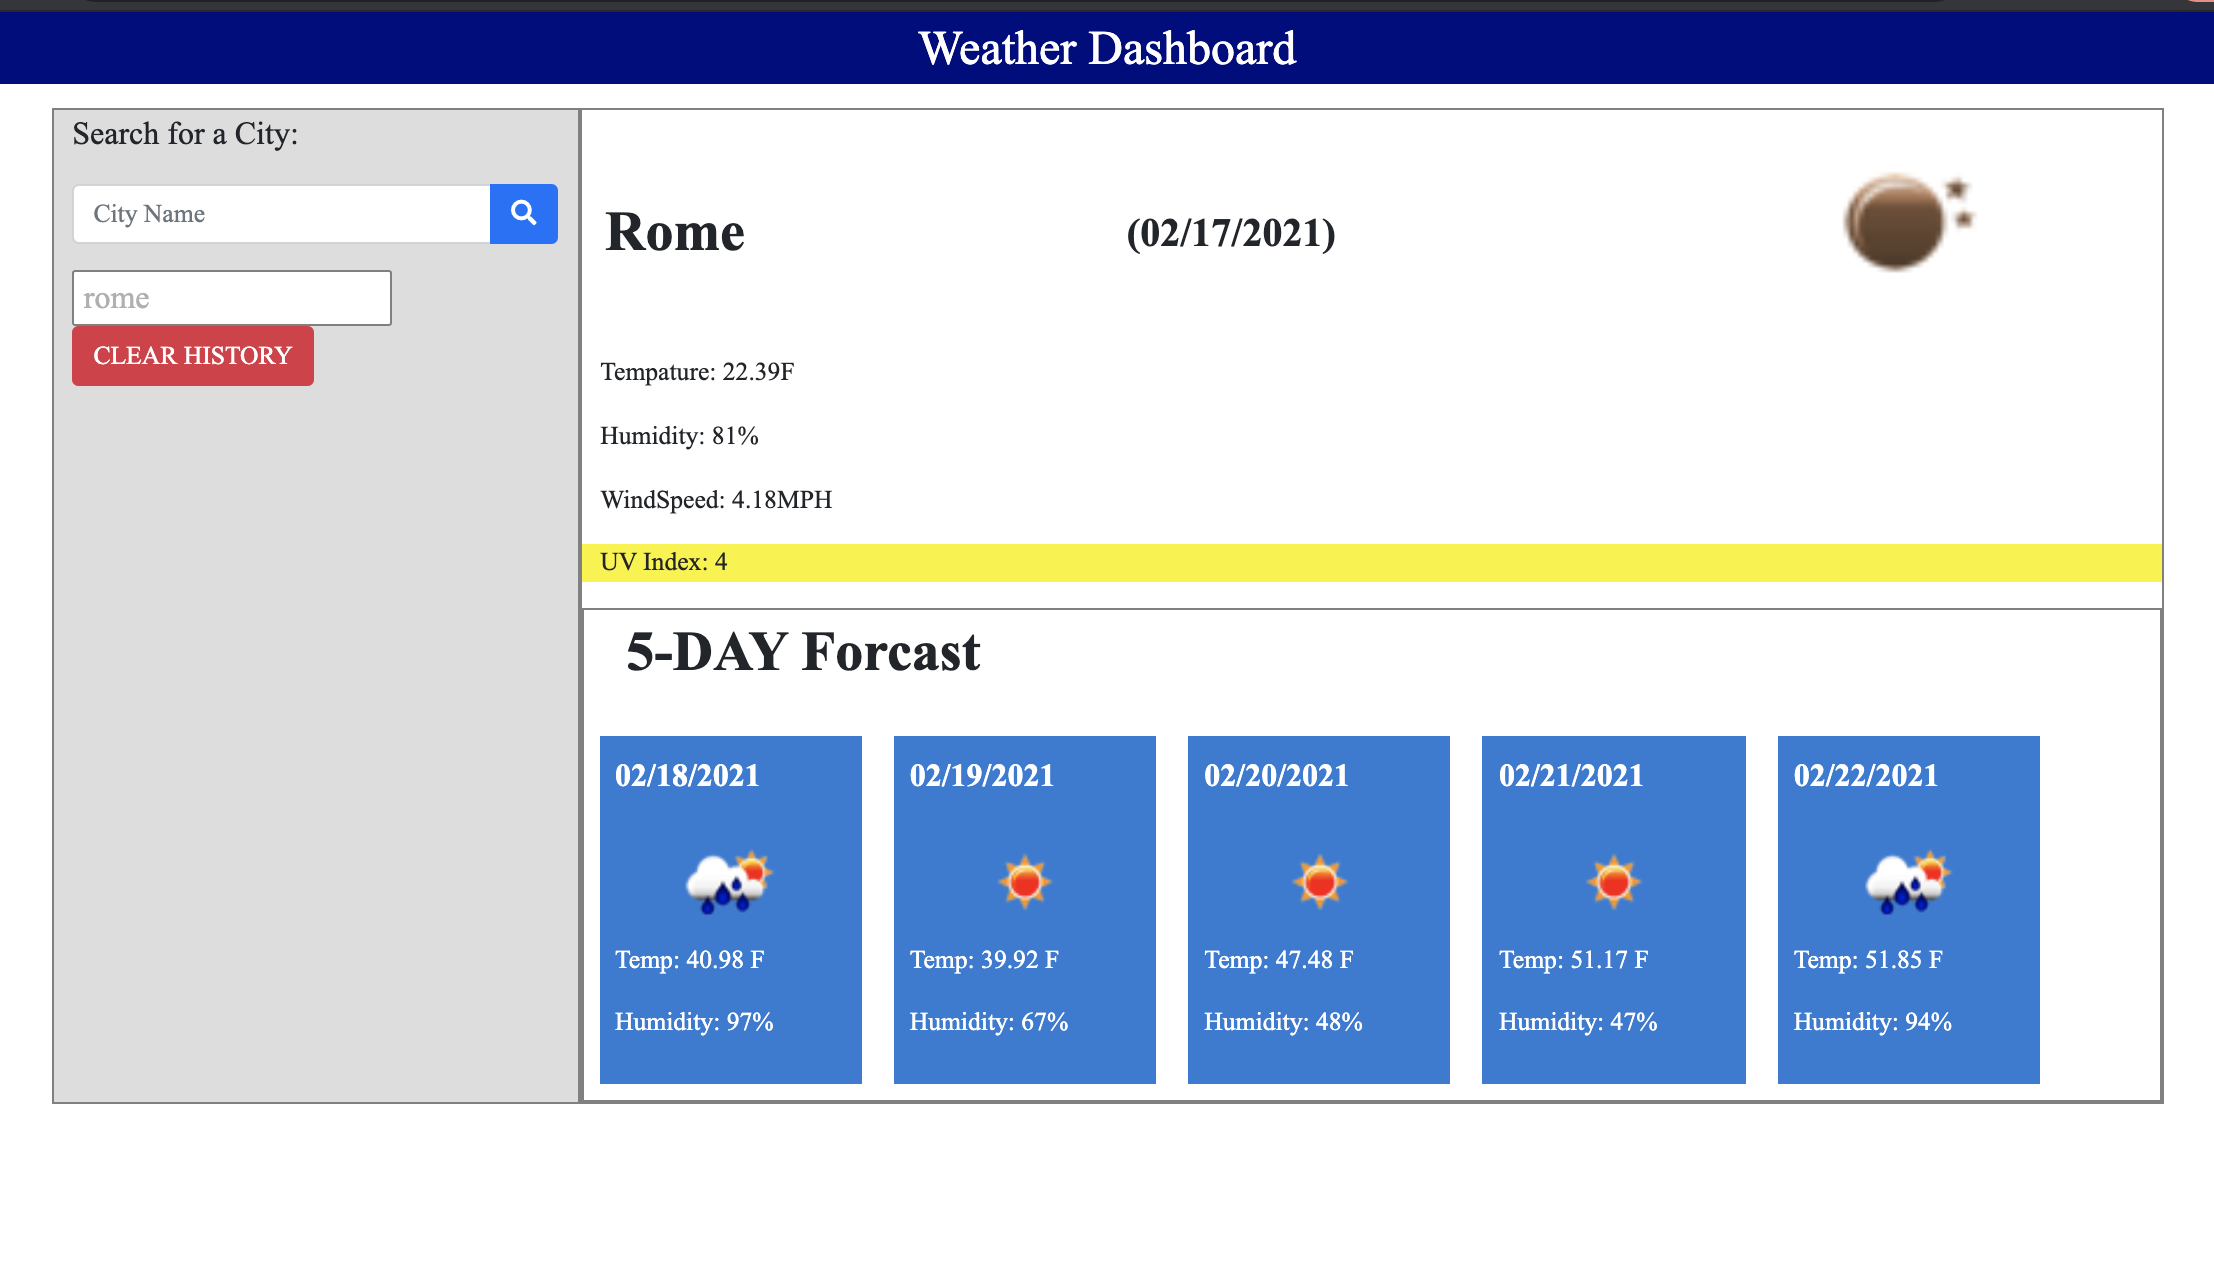 Weather Dashboard
Search for a City:
City Name
rome
CLEAR HISTORY
Rome
(02/17/2021)
Tempature: 22.39F
Humidity: 81%
WindSpeed: 4.18MPH
UV Index: 4
5-DAY Forcast
02/18/2021
Temp: 40.98 F
Humidity: 97%
02/19/2021
Temp: 39.92 F
Humidity: 67%
02/20/2021
Temp: 47.48 F
Humidity: 48%
02/21/2021
Temp: 51.17 F
Humidity: 47%
02/22/2021
Temp: 51.85 F
Humidity: 94%